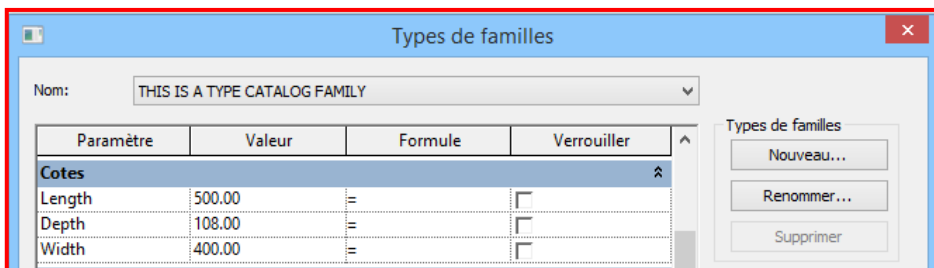 Types de familles
Nom: THIS IS A TYPE CATALOG FAMILY
Types de familles
Paramètre Valeur Formule Verrouiller
Nouveau...
Cotes
Length 500.00 =
Renommer...
Depth 108.00 =
Supprimer
Width 400.00 =